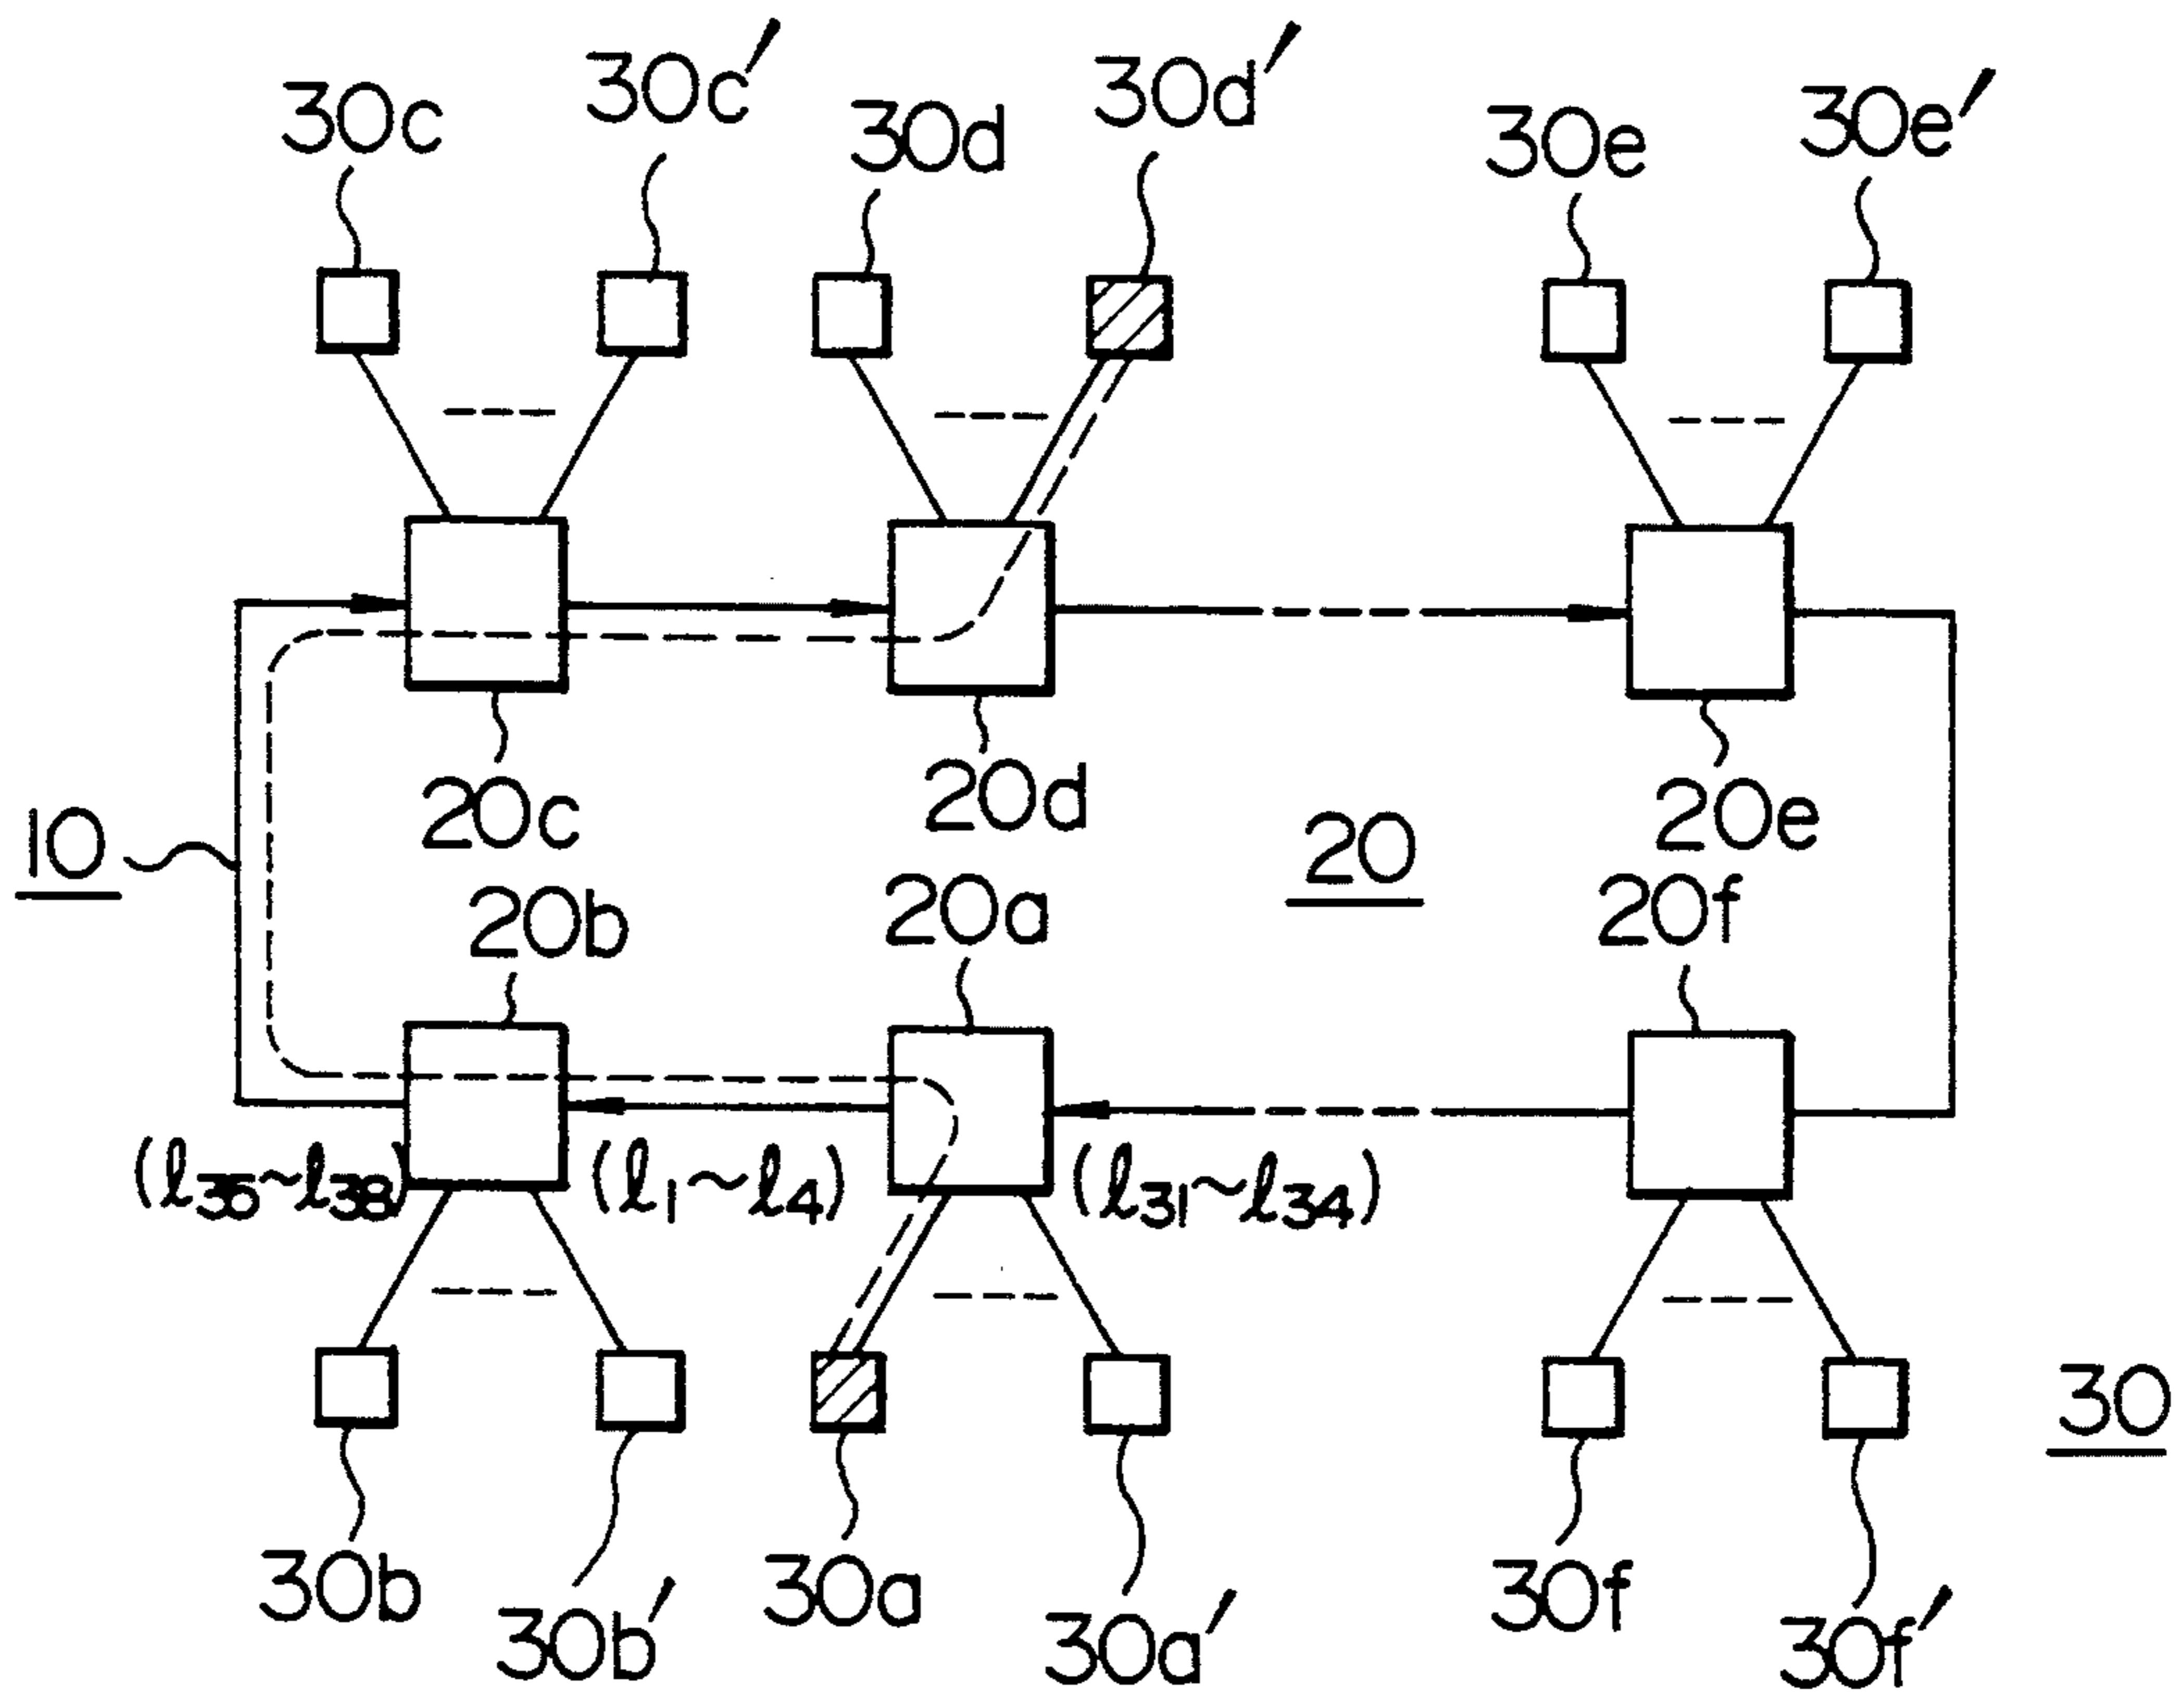 30c 30c' 30d 30d' 30e 30e'
20c 20d 20e
10 20
20b 20a 20f
(ℓ35~ℓ38) (ℓ1~ℓ4) (ℓ31~ℓ34)
30
30b 30b' 30a 30a' 30f 30f'